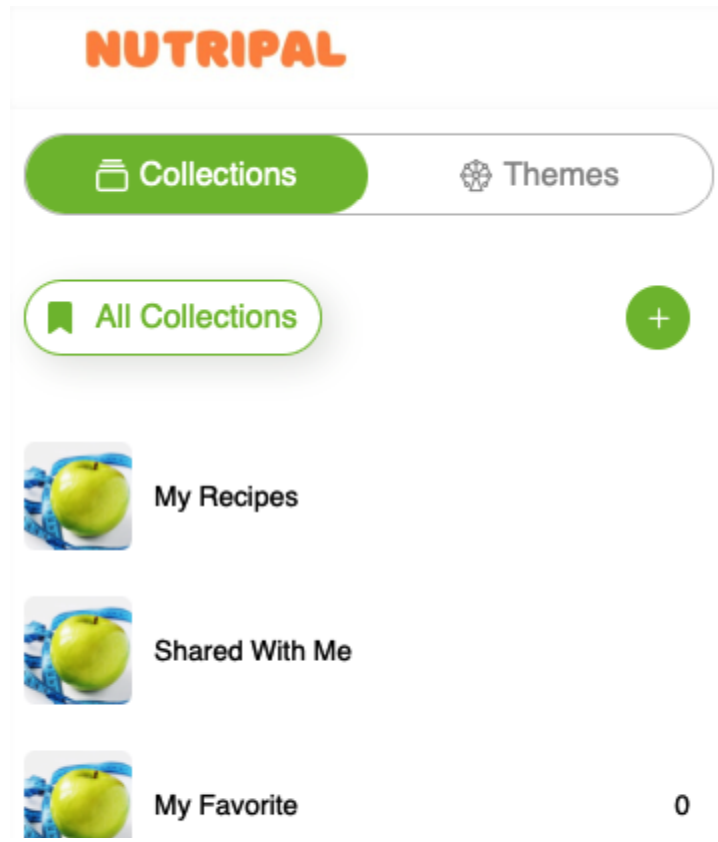 NUTRIPAL
Collections Themes
All Collections +
My Recipes
Shared With Me
My Favorite 0